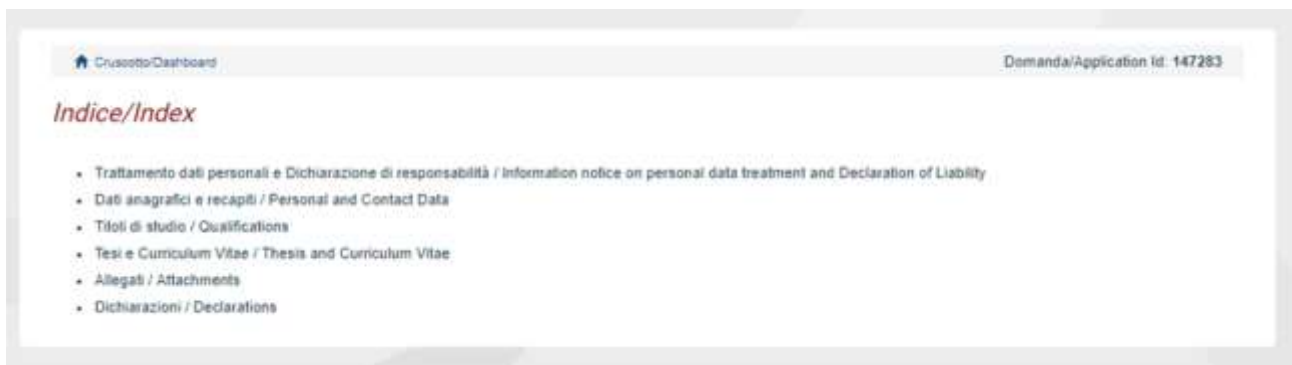 Cruscotto/Dashboard
Domanda/Application Id: 147283
Indice/Index
Trattamento dati personali e Dichiarazione di responsabilità / Information notice on personal data treatment and Declaration of Liability
Dati anagrafici e recapiti / Personal and Contact Data
Titoli di studio / Qualifications
Tesi e Curriculum Vitae / Thesis and Curriculum Vitae
Allegati / Attachments
Dichiarazioni / Declarations